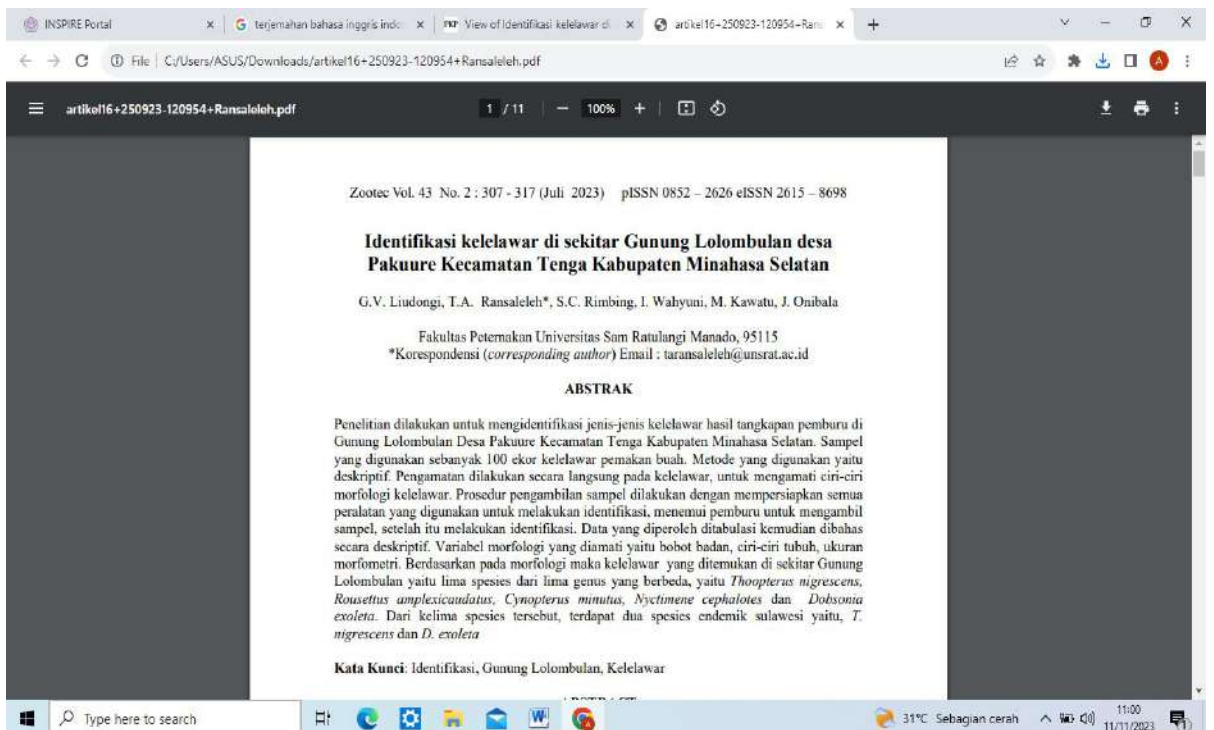 INSPIRE Portal
terjemahan bahasa inggris indo
View of Identifikasi kelelawar di
artikel16+250923-120954+Ran
File
C:/Users/ASUS/Downloads/artikel16+250923-120954+Ransaleleh.pdf
A
artikel16+250923-120954+Ransaleleh.pdf
1 / 11
100%
Zootec Vol. 43 No. 2 : 307 - 317 (Juli 2023) pISSN 0852 – 2626 eISSN 2615 – 8698
Identifikasi kelelawar di sekitar Gunung Lolombulan desa
Pakuure Kecamatan Tenga Kabupaten Minahasa Selatan
G.V. Liudongi, T.A. Ransaleleh*, S.C. Rimbing, I. Wahyuni, M. Kawatu, J. Onibala
Fakultas Peternakan Universitas Sam Ratulangi Manado, 95115
*Korespondensi (corresponding author) Email : taransaleleh@unsrat.ac.id
ABSTRAK
Penelitian dilakukan untuk mengidentifikasi jenis-jenis kelelawar hasil tangkapan pemburu di
Gunung Lolombulan Desa Pakuure Kecamatan Tenga Kabupaten Minahasa Selatan. Sampel
yang digunakan sebanyak 100 ekor kelelawar pemakan buah. Metode yang digunakan yaitu
deskriptif. Pengamatan dilakukan secara langsung pada kelelawar, untuk mengamati ciri-ciri
morfologi kelelawar. Prosedur pengambilan sampel dilakukan dengan mempersiapkan semua
peralatan yang digunakan untuk melakukan identifikasi, menemui pemburu untuk mengambil
sampel, setelah itu melakukan identifikasi. Data yang diperoleh ditabulasi kemudian dibahas
secara deskriptif. Variabel morfologi yang diamati yaitu bobot badan, ciri-ciri tubuh, ukuran
morfometri. Berdasarkan pada morfologi maka kelelawar yang ditemukan di sekitar Gunung
Lolombulan yaitu lima spesies dari lima genus yang berbeda, yaitu Thoopterus nigrescens,
Rousettus amplexicaudatus, Cynopterus minutus, Nyctimene cephalotes dan Dobsonia
exoleta. Dari kelima spesies tersebut, terdapat dua spesies endemik sulawesi yaitu, T.
nigrescens dan D. exoleta
Kata Kunci: Identifikasi, Gunung Lolombulan, Kelelawar
Type here to search
31°C Sebagian cerah
11:00
11/11/2023